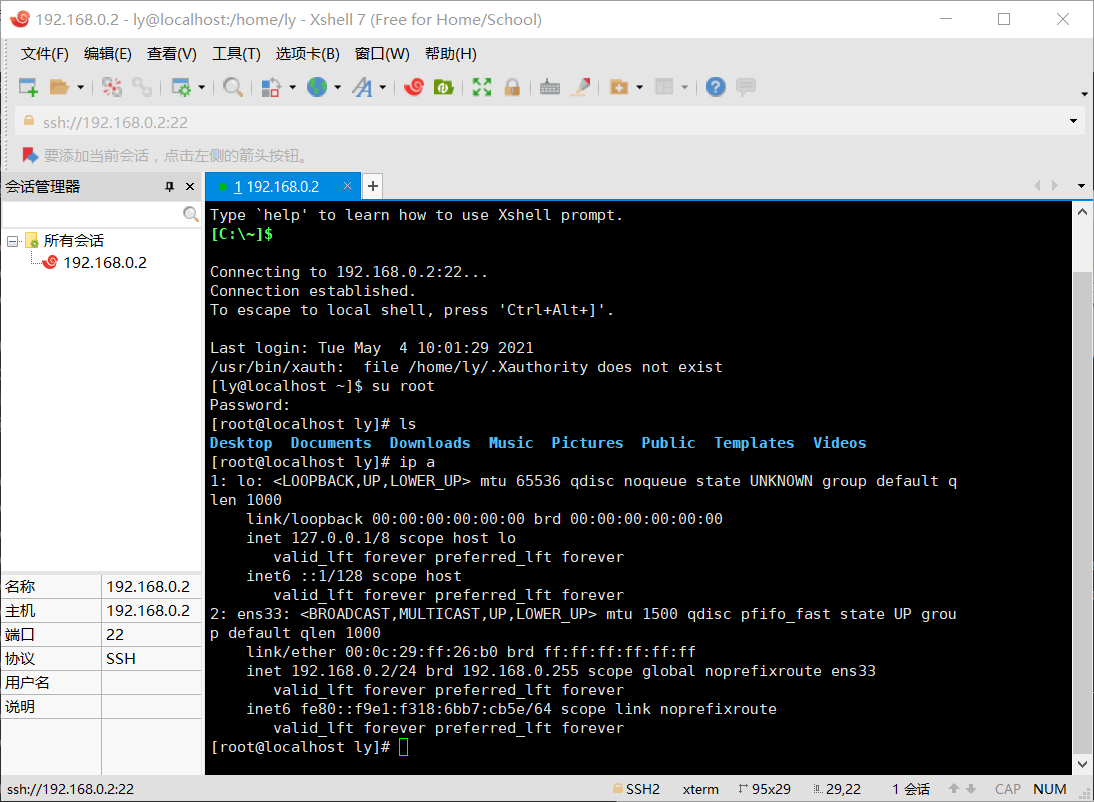 192.168.0.2 - ly@localhost:/home/ly - Xshell 7 (Free for Home/School)
文件(F) 编辑(E) 查看(V) 工具(T) 选项卡(B) 窗口(W) 帮助(H)
ssh://192.168.0.2:22
要添加当前会话，点击左侧的箭头按钮。
会话管理器
1 192.168.0.2
所有会话
192.168.0.2
名称 192.168.0.2
主机 192.168.0.2
端口 22
协议 SSH
用户名
说明
Type `help' to learn how to use Xshell prompt.
[C:\~]$
Connecting to 192.168.0.2:22...
Connection established.
To escape to local shell, press 'Ctrl+Alt+]'.
Last login: Tue May  4 10:01:29 2021
/usr/bin/xauth:  file /home/ly/.Xauthority does not exist
[ly@localhost ~]$ su root
Password:
[root@localhost ly]# ls
Desktop  Documents  Downloads  Music  Pictures  Public  Templates  Videos
[root@localhost ly]# ip a
1: lo: <LOOPBACK,UP,LOWER_UP> mtu 65536 qdisc noqueue state UNKNOWN group default q
len 1000
    link/loopback 00:00:00:00:00:00 brd 00:00:00:00:00:00
    inet 127.0.0.1/8 scope host lo
       valid_lft forever preferred_lft forever
    inet6 ::1/128 scope host
       valid_lft forever preferred_lft forever
2: ens33: <BROADCAST,MULTICAST,UP,LOWER_UP> mtu 1500 qdisc pfifo_fast state UP grou
p default qlen 1000
    link/ether 00:0c:29:ff:26:b0 brd ff:ff:ff:ff:ff:ff
    inet 192.168.0.2/24 brd 192.168.0.255 scope global noprefixroute ens33
       valid_lft forever preferred_lft forever
    inet6 fe80::f9e1:f318:6bb7:cb5e/64 scope link noprefixroute
       valid_lft forever preferred_lft forever
[root@localhost ly]#
ssh://192.168.0.2:22 SSH2 xterm 95x29 29,22 1 会话 CAP NUM